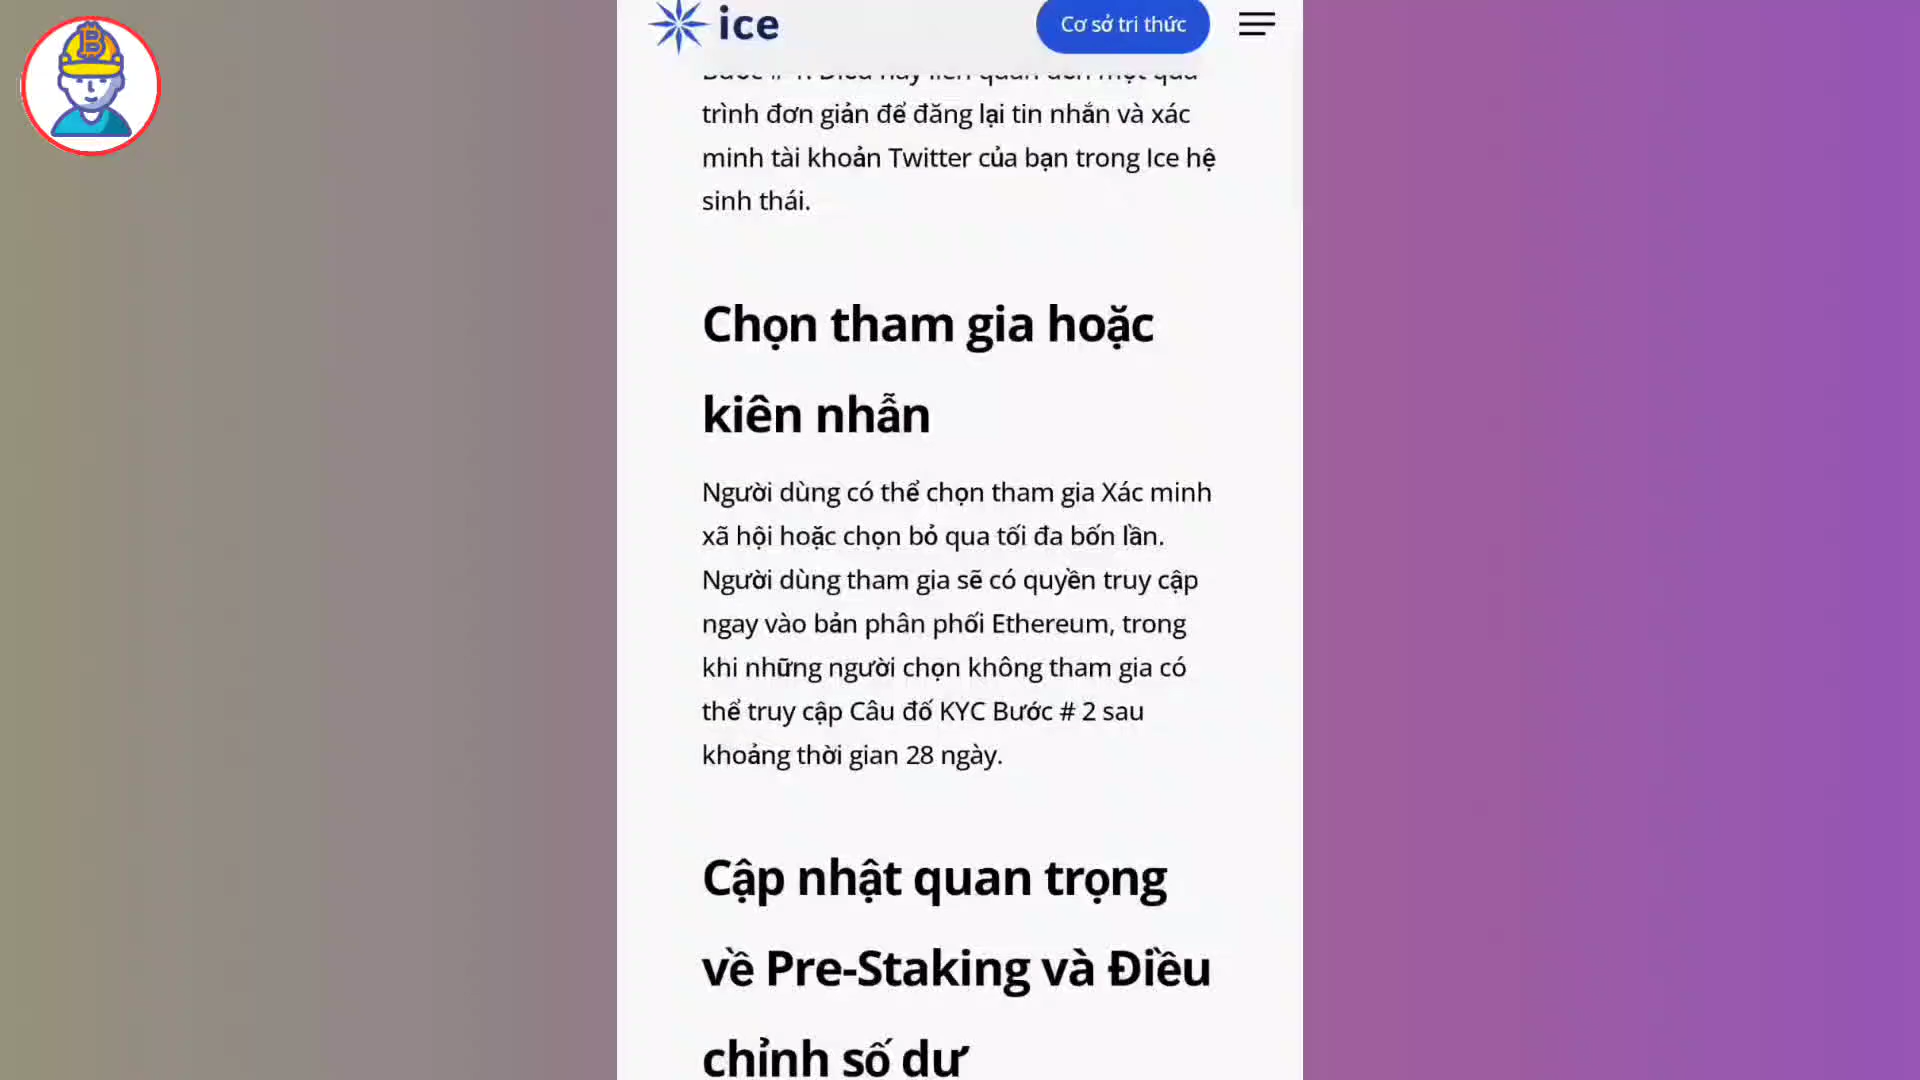 ice
Cơ sở tri thức
trình đơn giản để đăng lại tin nhắn và xác
minh tài khoản Twitter của bạn trong Ice hệ
sinh thái.
Chọn tham gia hoặc
kiên nhẫn
Người dùng có thể chọn tham gia Xác minh
xã hội hoặc chọn bỏ qua tối đa bốn lần.
Người dùng tham gia sẽ có quyền truy cập
ngay vào bản phân phối Ethereum, trong
khi những người chọn không tham gia có
thể truy cập Câu đố KYC Bước # 2 sau
khoảng thời gian 28 ngày.
Cập nhật quan trọng
về Pre-Staking và Điều
chỉnh số dư